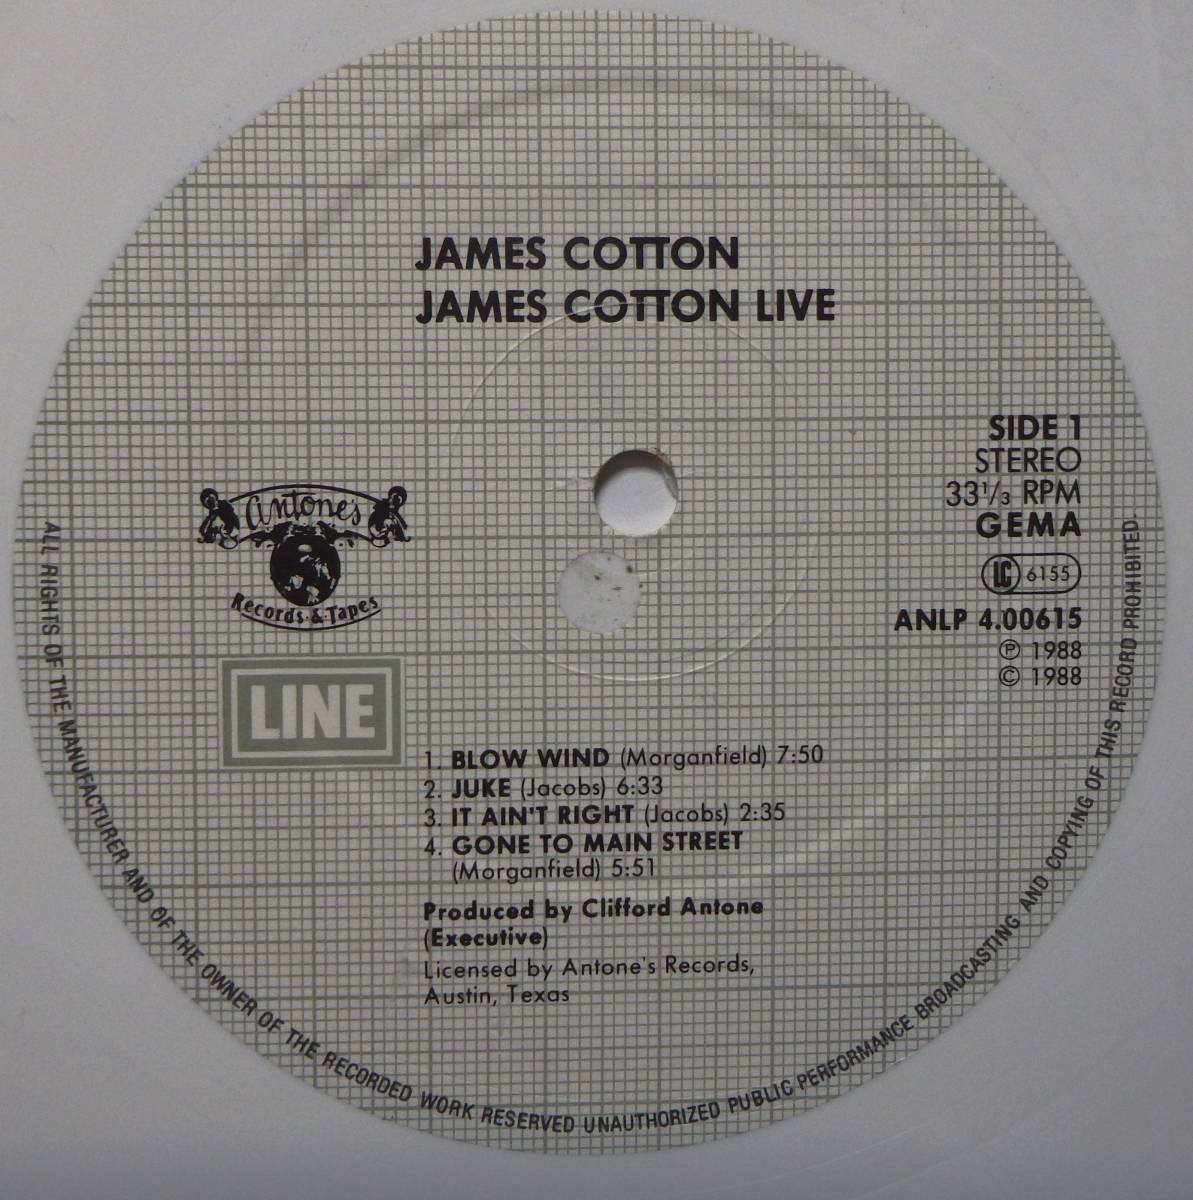 JAMES COTTON
JAMES COTTON LIVE
SIDE 1
STEREO
33⅓ RPM
GEMA
LC 6155
ANLP 4.00615
℗ 1988
© 1988
Antone's
Records & Tapes
LINE
1. BLOW WIND (Morganfield) 7:50
2. JUKE (Jacobs) 6:33
3. IT AIN'T RIGHT (Jacobs) 2:35
4. GONE TO MAIN STREET
(Morganfield) 5:51
Produced by Clifford Antone
(Executive)
Licensed by Antone's Records,
Austin, Texas
ALL RIGHTS OF THE MANUFACTURER AND OF THE OWNER OF THE RECORDED WORK RESERVED UNAUTHORIZED PUBLIC PERFORMANCE BROADCASTING AND COPYING OF THIS RECORD PROHIBITED.